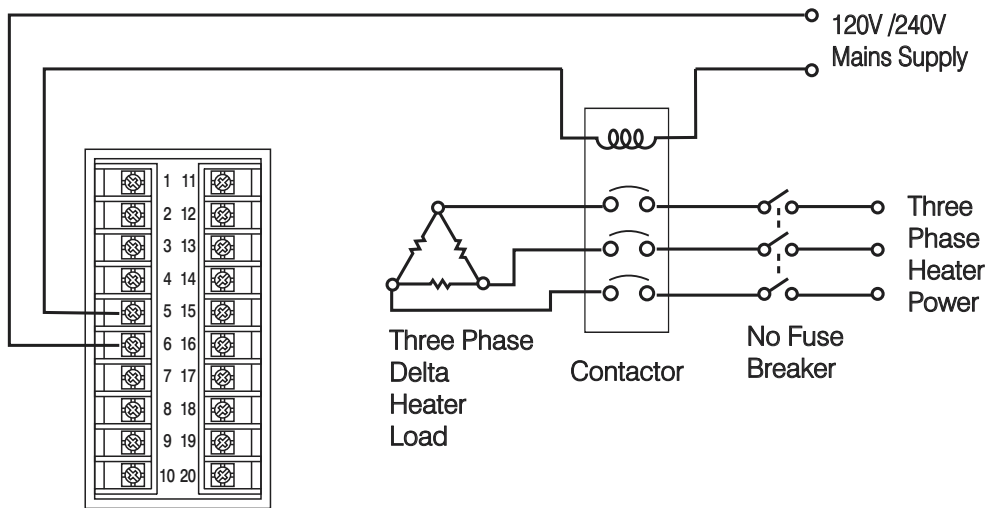 120V /240V
Mains Supply
1 11
2 12
3 13
4 14
5 15
6 16
7 17
8 18
9 19
10 20
Three
Phase
Heater
Power
Three Phase
Delta
Heater
Load
Contactor
No Fuse
Breaker